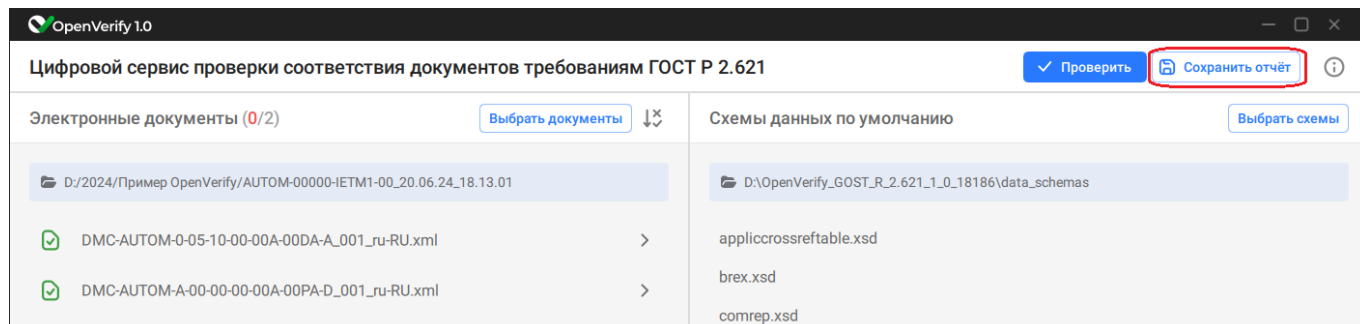 OpenVerify 1.0
Цифровой сервис проверки соответствия документов требованиям ГОСТ Р 2.621
Проверить
Сохранить отчёт
Электронные документы (0/2)
Выбрать документы
Схемы данных по умолчанию
Выбрать схемы
D:/2024/Пример OpenVerify/AUTOM-00000-IETM1-00_20.06.24_18.13.01
D:\OpenVerify_GOST_R_2.621_1_0_18186\data_schemas
DMC-AUTOM-0-05-10-00-00A-00DA-A_001_ru-RU.xml
appliccrossreftable.xsd
brex.xsd
DMC-AUTOM-A-00-00-00-00A-00PA-D_001_ru-RU.xml
comrep.xsd